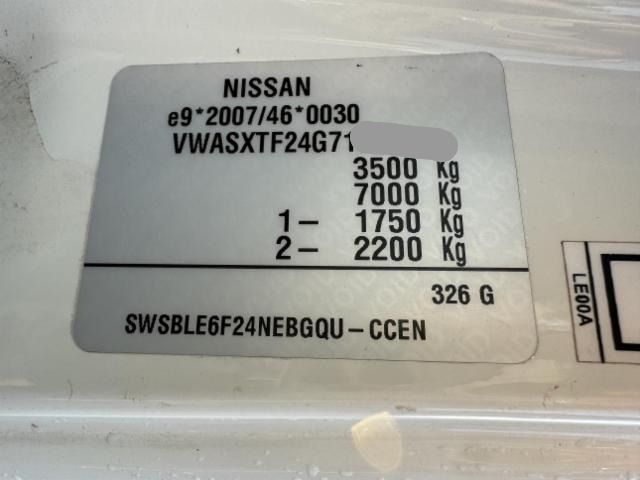 NISSAN
e9*2007/46*0030
VWASXTF24G71
3500 Kg
7000 Kg
1- 1750 Kg
2- 2200 Kg
326 G
SWSBLE6F24NEBGQU-CCEN
LE00A